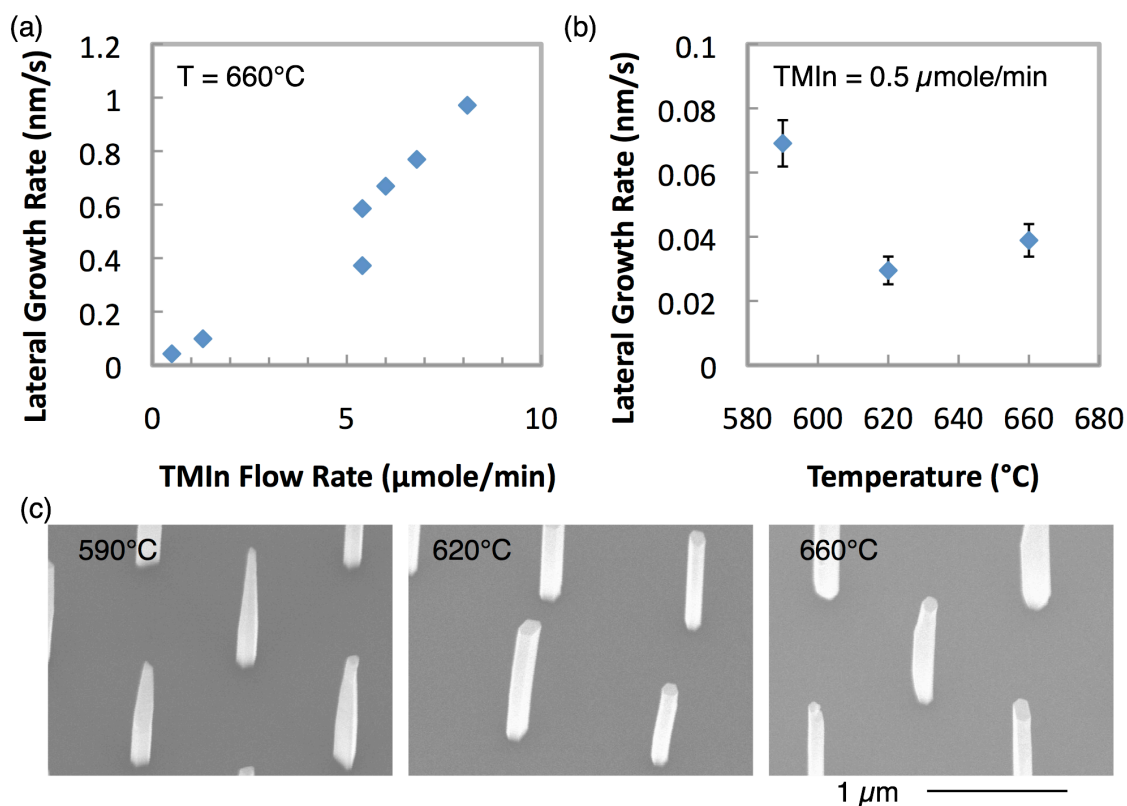 (a)
Lateral Growth Rate (nm/s)
1.2
1
0.8
0.6
0.4
0.2
0
T = 660°C
0 5 10
TMIn Flow Rate (µmole/min)
(b)
Lateral Growth Rate (nm/s)
0.1
0.08
0.06
0.04
0.02
0
TMIn = 0.5 µmole/min
580 600 620 640 660 680
Temperature (°C)
(c)
590°C
620°C
660°C
1 µm